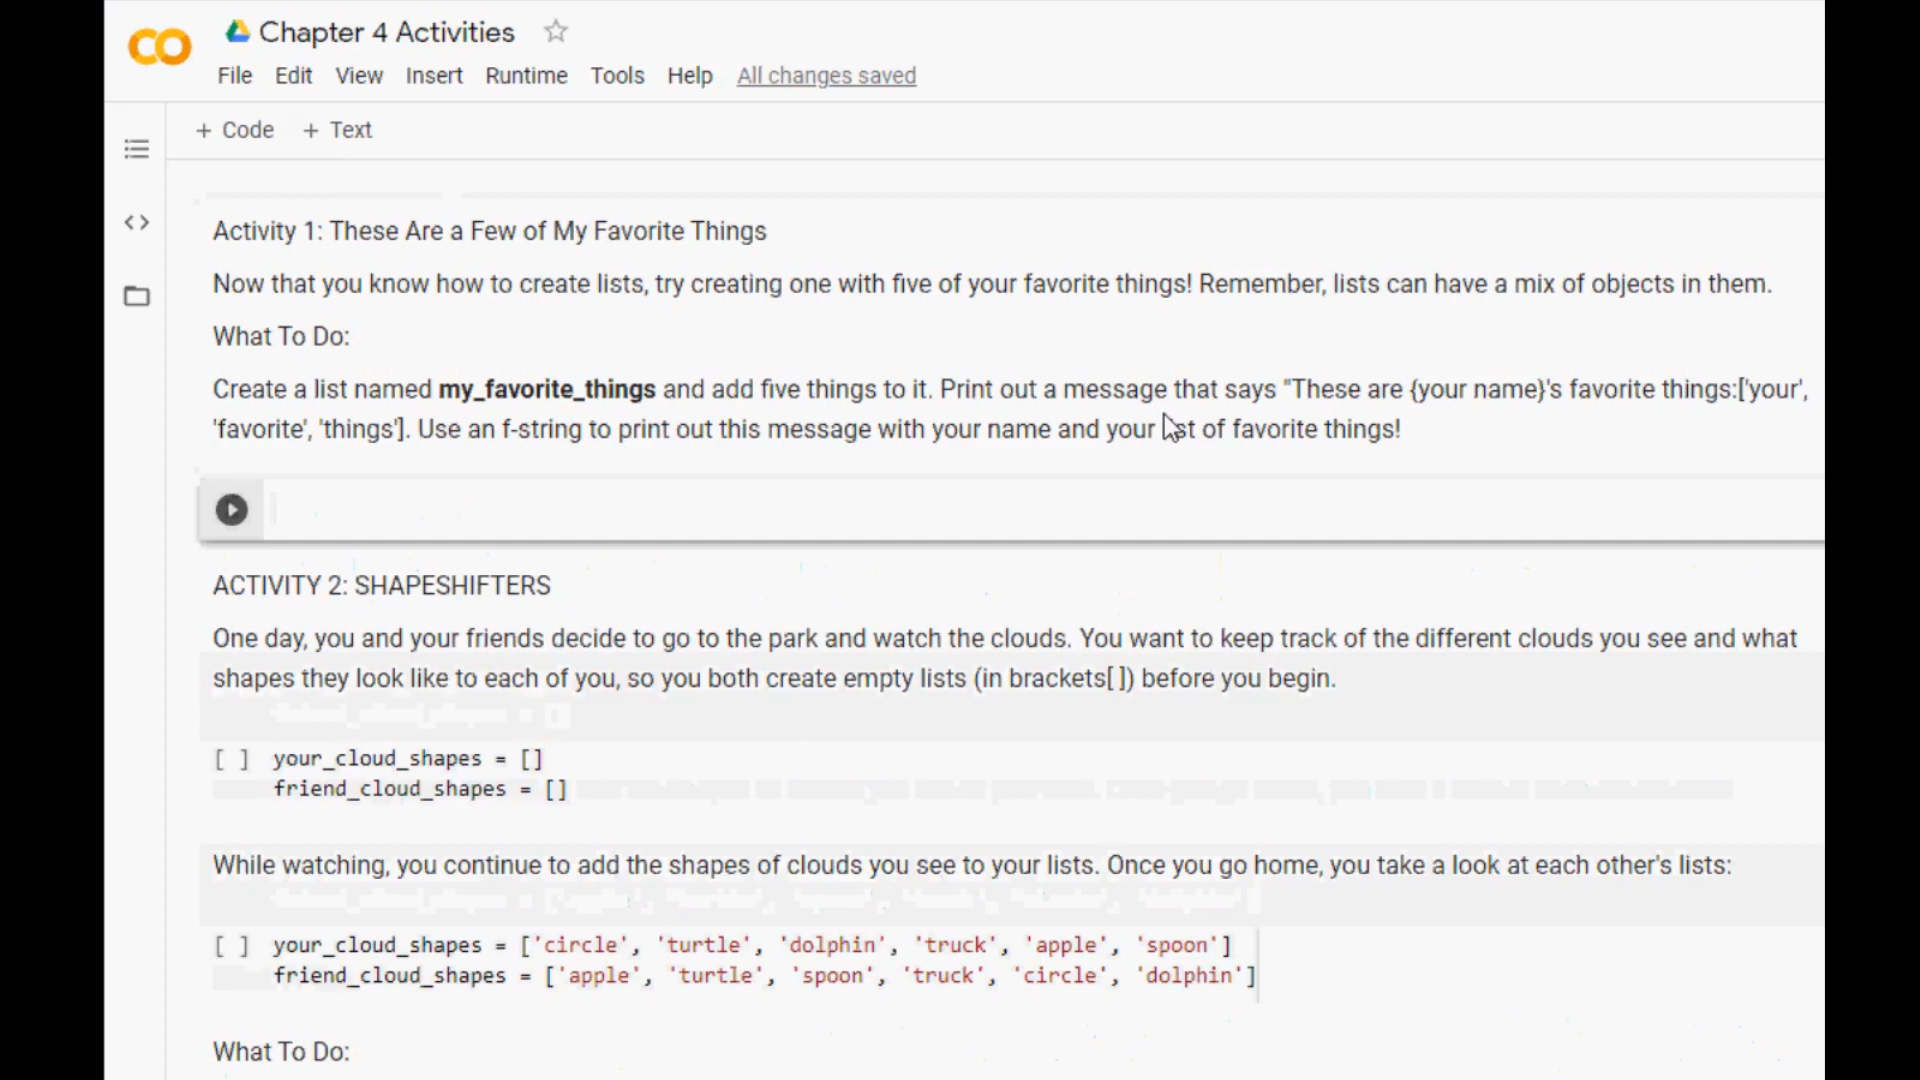 Chapter 4 Activities
File Edit View Insert Runtime Tools Help All changes saved
+ Code + Text
Activity 1: These Are a Few of My Favorite Things
Now that you know how to create lists, try creating one with five of your favorite things! Remember, lists can have a mix of objects in them.
What To Do:
Create a list named my_favorite_things and add five things to it. Print out a message that says "These are {your name}'s favorite things:['your',
'favorite', 'things']. Use an f-string to print out this message with your name and your list of favorite things!
ACTIVITY 2: SHAPESHIFTERS
One day, you and your friends decide to go to the park and watch the clouds. You want to keep track of the different clouds you see and what
shapes they look like to each of you, so you both create empty lists (in brackets[ ]) before you begin.
[ ] your_cloud_shapes = []
friend_cloud_shapes = []
While watching, you continue to add the shapes of clouds you see to your lists. Once you go home, you take a look at each other's lists:
[ ] your_cloud_shapes = ['circle', 'turtle', 'dolphin', 'truck', 'apple', 'spoon']
friend_cloud_shapes = ['apple', 'turtle', 'spoon', 'truck', 'circle', 'dolphin']
What To Do: